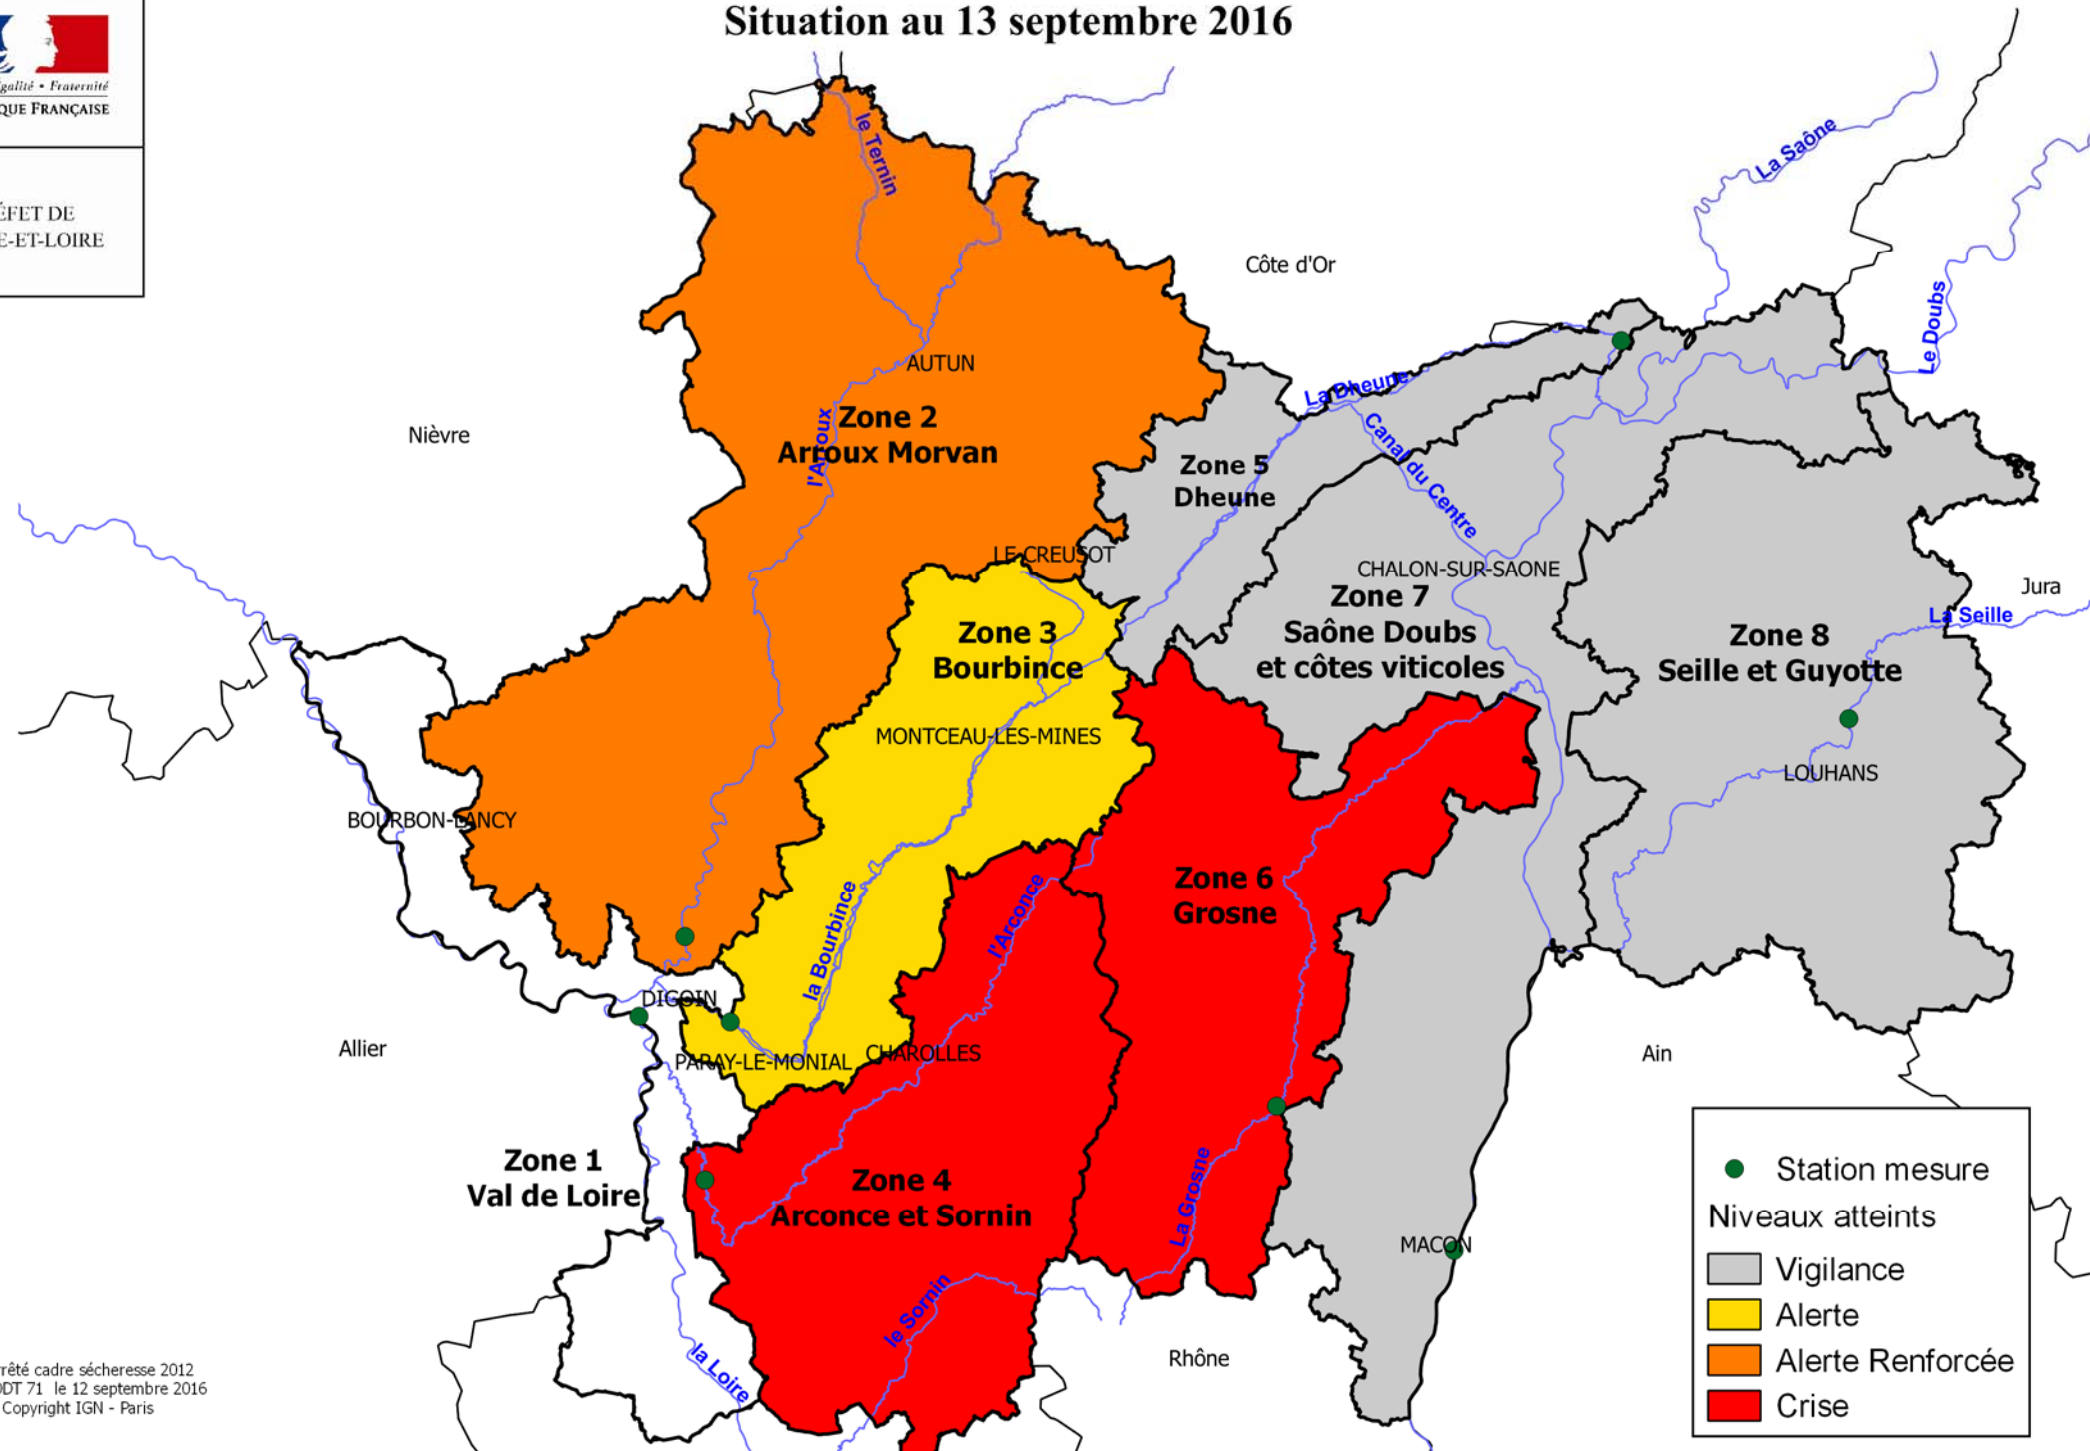 Situation au 13 septembre 2016
galité • Fraternité
QUE FRANÇAISE
ÉFET DE
E-ET-LOIRE
le Ternin
La Saône
Côte d'Or
Le Doubs
AUTUN
La Dheune
Zone 2
Arroux Morvan
l'Arroux
Nièvre
Canal du Centre
Zone 5
Dheune
LE CREUSOT
CHALON-SUR-SAONE
Jura
Zone 7
Saône Doubs
et côtes viticoles
La Seille
Zone 3
Bourbince
Zone 8
Seille et Guyotte
MONTCEAU-LES-MINES
LOUHANS
BOURBON-LANCY
Zone 6
Grosne
la Bourbince
l'Arconce
DIGOIN
Allier
PARAY-LE-MONIAL
CHAROLLES
Ain
Zone 1
Val de Loire
Zone 4
Arconce et Sornin
La Grosne
MACON
le Sornin
la Loire
Rhône
Station mesure
Niveaux atteints
Vigilance
Alerte
Alerte Renforcée
Crise
rêté cadre sécheresse 2012
DDT 71 le 12 septembre 2016
Copyright IGN - Paris